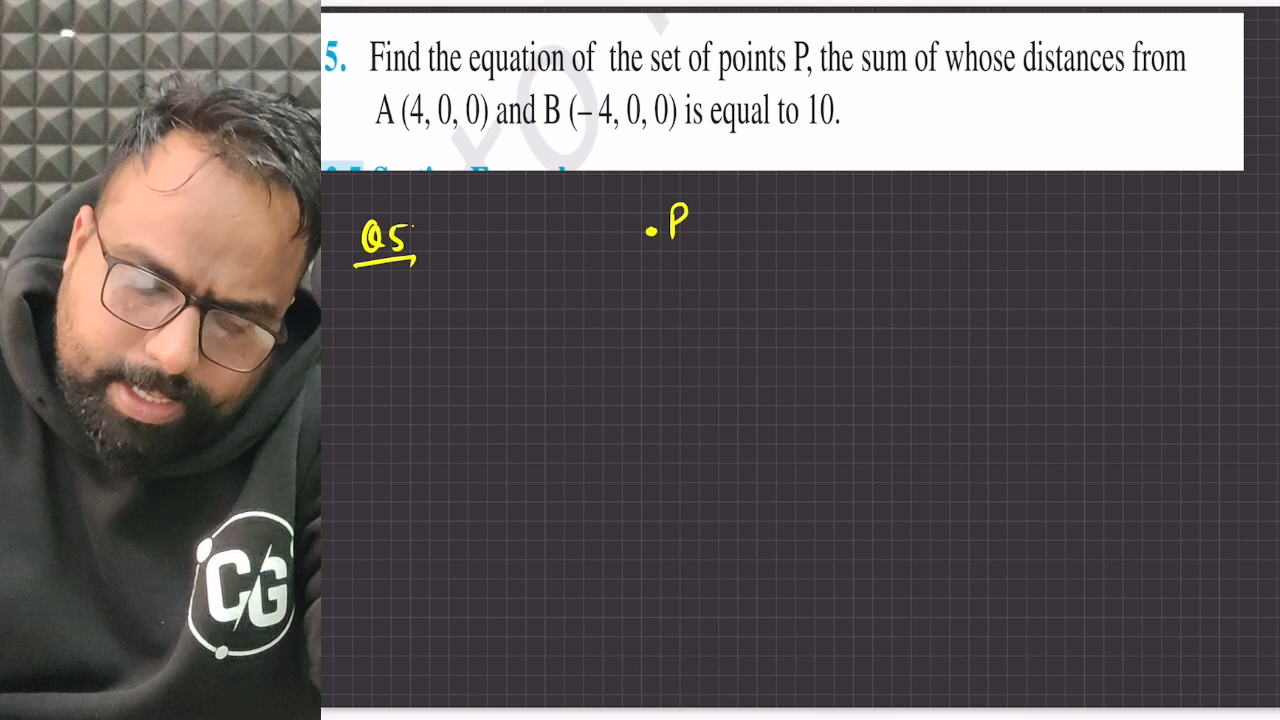 5. Find the equation of the set of points P, the sum of whose distances from
A (4, 0, 0) and B (– 4, 0, 0) is equal to 10.
Q5
P
CG